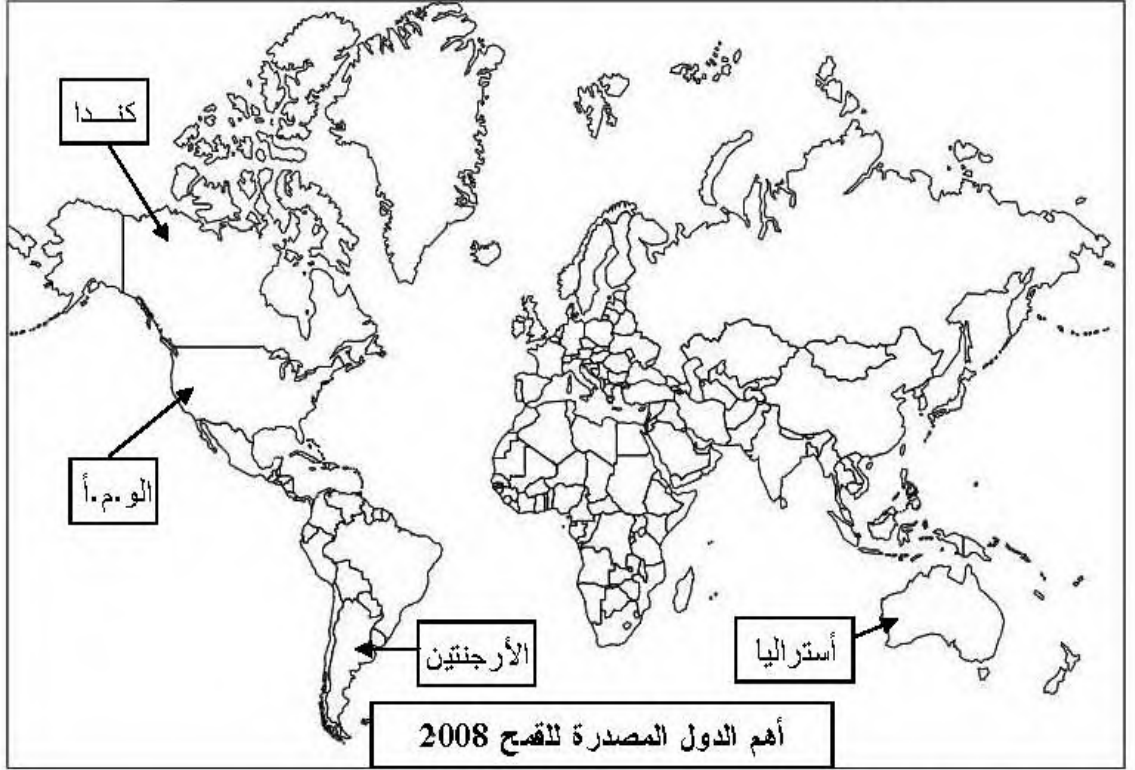 كنـــدا
الو.م.أ
الأرجنتين
أستراليا
أهم الدول المصدرة للقمح 2008